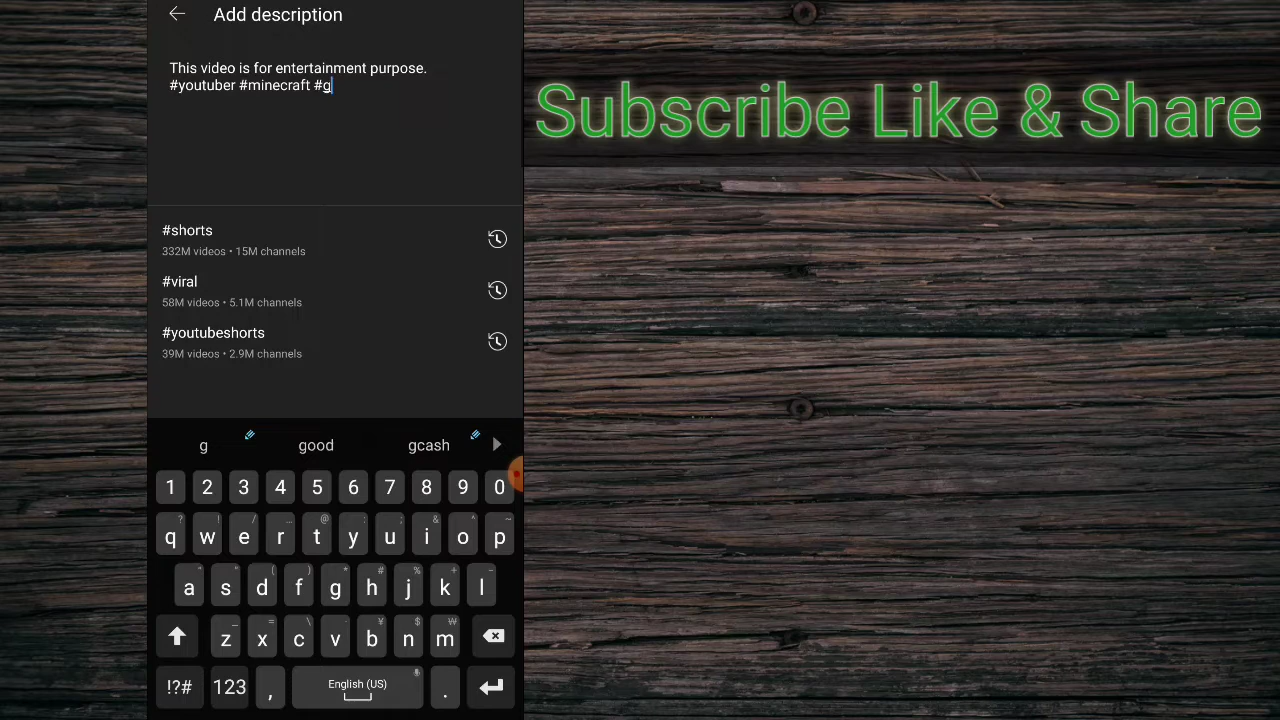 Add description
This video is for entertainment purpose.
#youtuber #minecraft #g
Subscribe Like & Share
#shorts
332M videos • 15M channels
#viral
58M videos • 5.1M channels
#youtubeshorts
39M videos • 2.9M channels
g good gcash
1 2 3 4 5 6 7 8 9 0
q w e r t y u i o p
a s d f g h j k l
z x c v b n m
!?# 123 , English (US) .